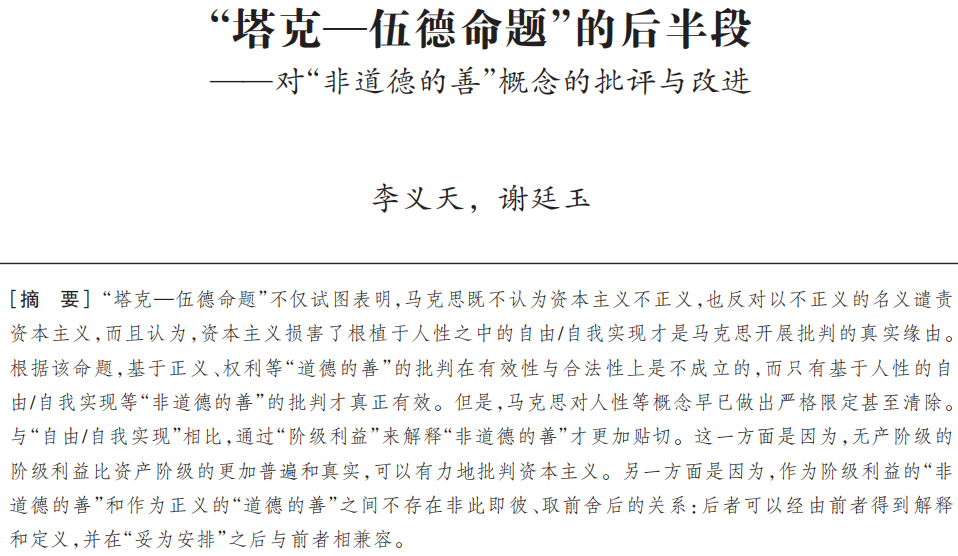 “塔克—伍德命题”的后半段
——对“非道德的善”概念的批评与改进
李义天，谢廷玉
[摘　要] “塔克—伍德命题”不仅试图表明,马克思既不认为资本主义不正义,也反对以不正义的名义谴责
资本主义,而且认为,资本主义损害了根植于人性之中的自由/自我实现才是马克思开展批判的真实缘由。
根据该命题,基于正义、权利等“道德的善”的批判在有效性与合法性上是不成立的,而只有基于人性的自
由/自我实现等“非道德的善”的批判才真正有效。但是,马克思对人性等概念早已做出严格限定甚至清除。
与“自由/自我实现”相比,通过“阶级利益”来解释“非道德的善”才更加贴切。这一方面是因为,无产阶级的
阶级利益比资产阶级的更加普遍和真实,可以有力地批判资本主义。另一方面是因为,作为阶级利益的“非
道德的善”和作为正义的“道德的善”之间不存在非此即彼、取前舍后的关系:后者可以经由前者得到解释
和定义,并在“妥为安排”之后与前者相兼容。